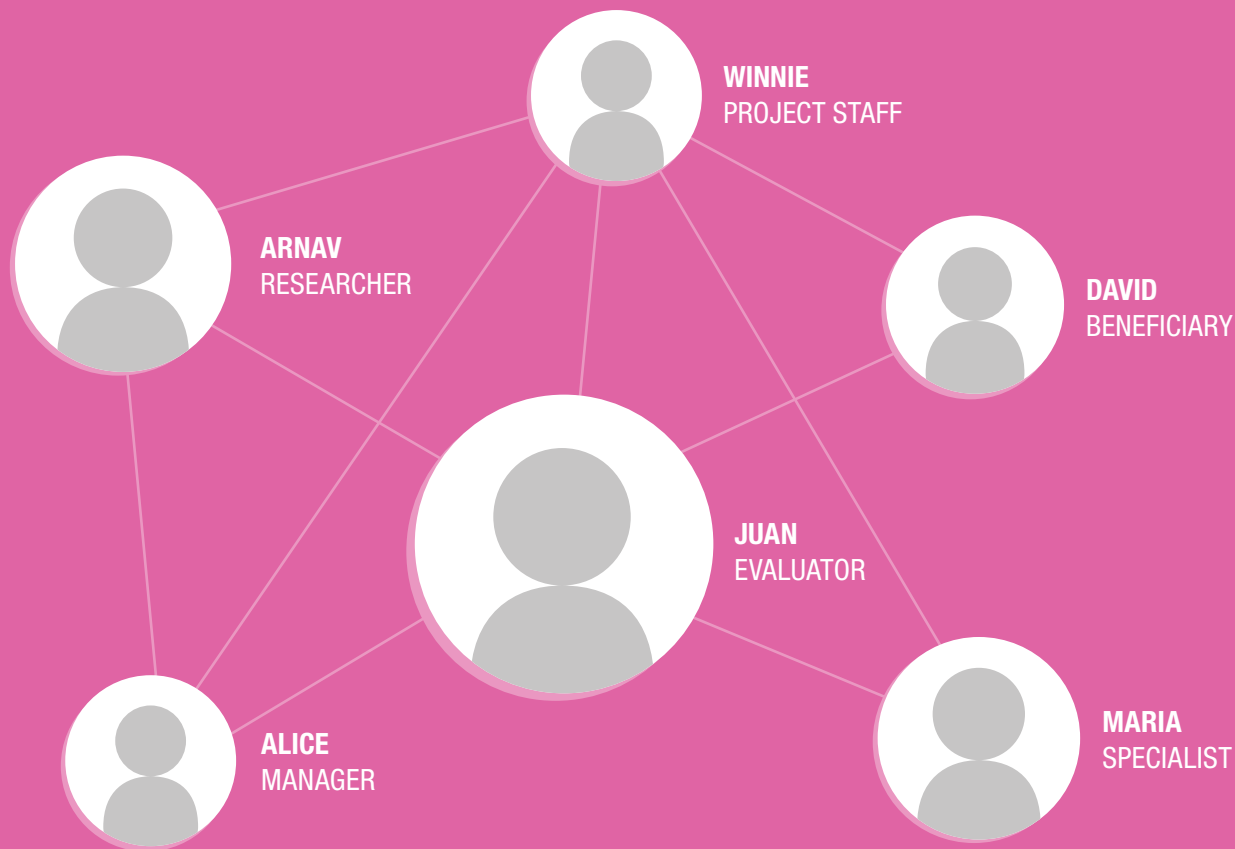 WINNIE
PROJECT STAFF
ARNAV
RESEARCHER
DAVID
BENEFICIARY
JUAN
EVALUATOR
MARIA
SPECIALIST
ALICE
MANAGER